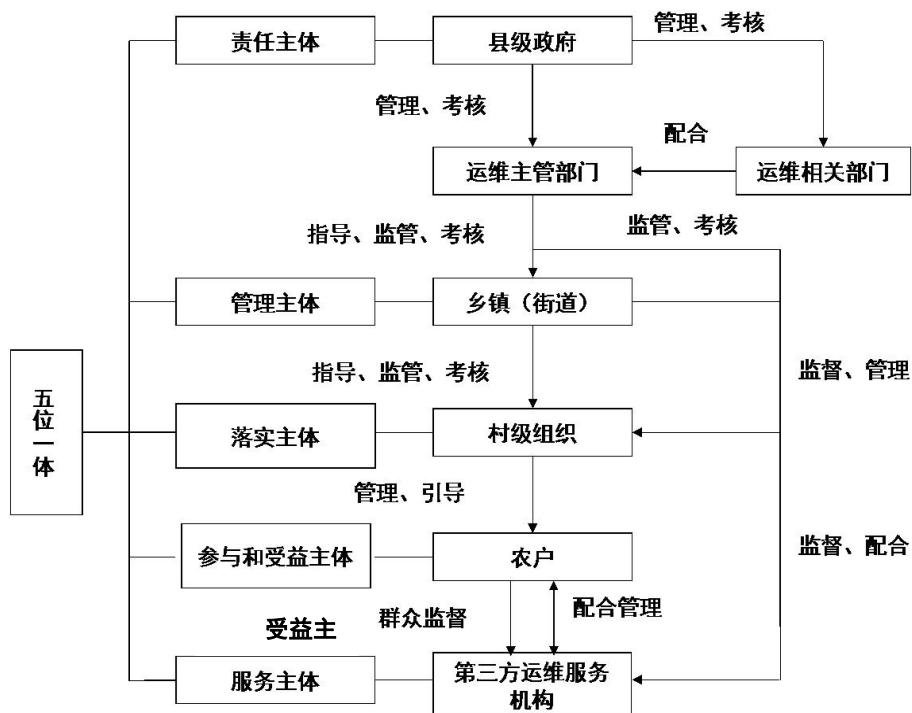 责任主体
县级政府
管理、考核
管理、考核
配合
运维主管部门
运维相关部门
指导、监管、考核
监管、考核
管理主体
乡镇（街道）
五位一体
指导、监管、考核
监督、管理
落实主体
村级组织
管理、引导
参与和受益主体
农户
监督、配合
群众监督
配合管理
受益主
服务主体
第三方运维服务
机构